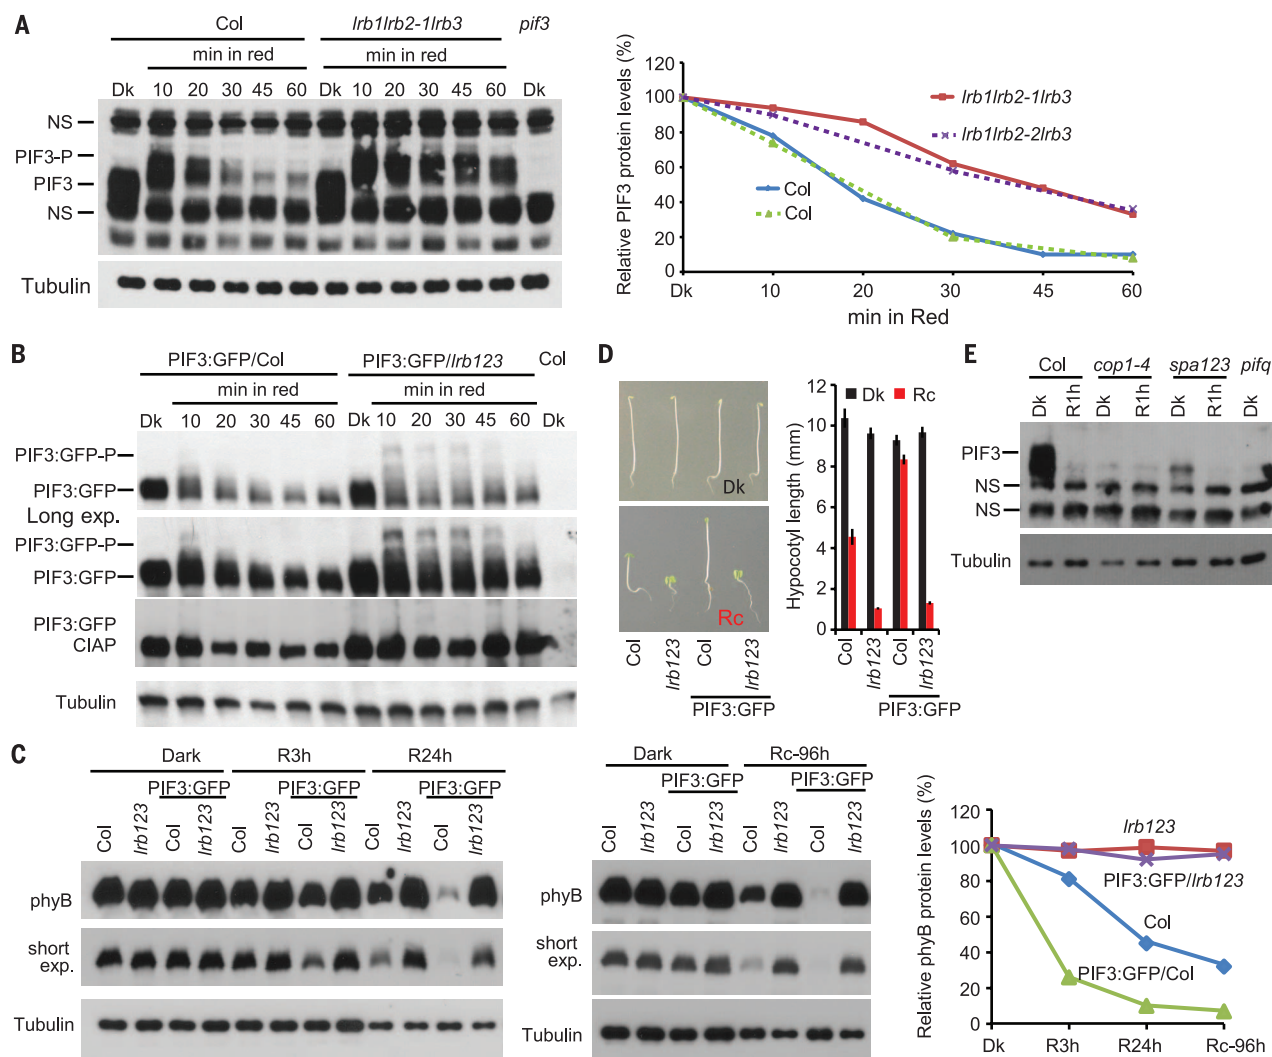 A
Col
lrb1lrb2-1lrb3
pif3
min in red
min in red
Dk 10 20 30 45 60 Dk 10 20 30 45 60 Dk
NS
PIF3-P
PIF3
NS
Tubulin
Relative PIF3 protein levels (%)
120
100
80
60
40
20
0
Dk 10 20 30 45 60
min in Red
lrb1lrb2-1lrb3
lrb1lrb2-2lrb3
Col
Col
B
PIF3:GFP/Col
PIF3:GFP/lrb123
Col
min in red
min in red
Dk 10 20 30 45 60 Dk 10 20 30 45 60 Dk
PIF3:GFP-P
PIF3:GFP
Long exp.
PIF3:GFP-P
PIF3:GFP
PIF3:GFP
CIAP
Tubulin
D
Dk
Rc
Col
lrb123
Col
lrb123
PIF3:GFP
Hypocotyl length (mm)
12
10
8
6
4
2
0
Dk
Rc
Col
lrb123
Col
lrb123
PIF3:GFP
E
Col
cop1-4
spa123
pifq
Dk
R1h
Dk
R1h
Dk
R1h
Dk
PIF3
NS
NS
Tubulin
C
Dark
R3h
R24h
PIF3:GFP
PIF3:GFP
PIF3:GFP
Col
lrb123
Col
lrb123
Col
lrb123
Col
lrb123
Col
lrb123
Col
lrb123
phyB
short
exp.
Tubulin
Dark
Rc-96h
PIF3:GFP
PIF3:GFP
Col
lrb123
Col
lrb123
Col
lrb123
Col
lrb123
phyB
short
exp.
Tubulin
Relative phyB protein levels (%)
120
100
80
60
40
20
0
Dk R3h R24h Rc-96h
lrb123
PIF3:GFP/lrb123
Col
PIF3:GFP/Col